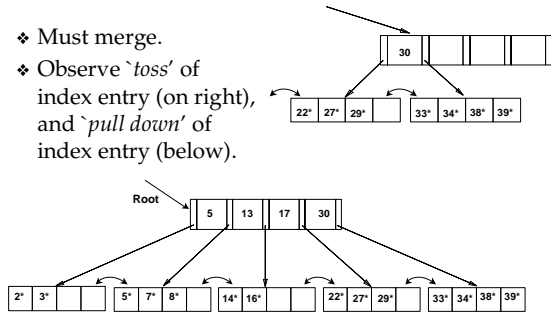 ❖ Must merge.
❖ Observe `toss' of
index entry (on right),
and `pull down' of
index entry (below).
30
22* 27* 29*
33* 34* 38* 39*
Root
5 13 17 30
2* 3*
5* 7* 8*
14* 16*
22* 27* 29*
33* 34* 38* 39*